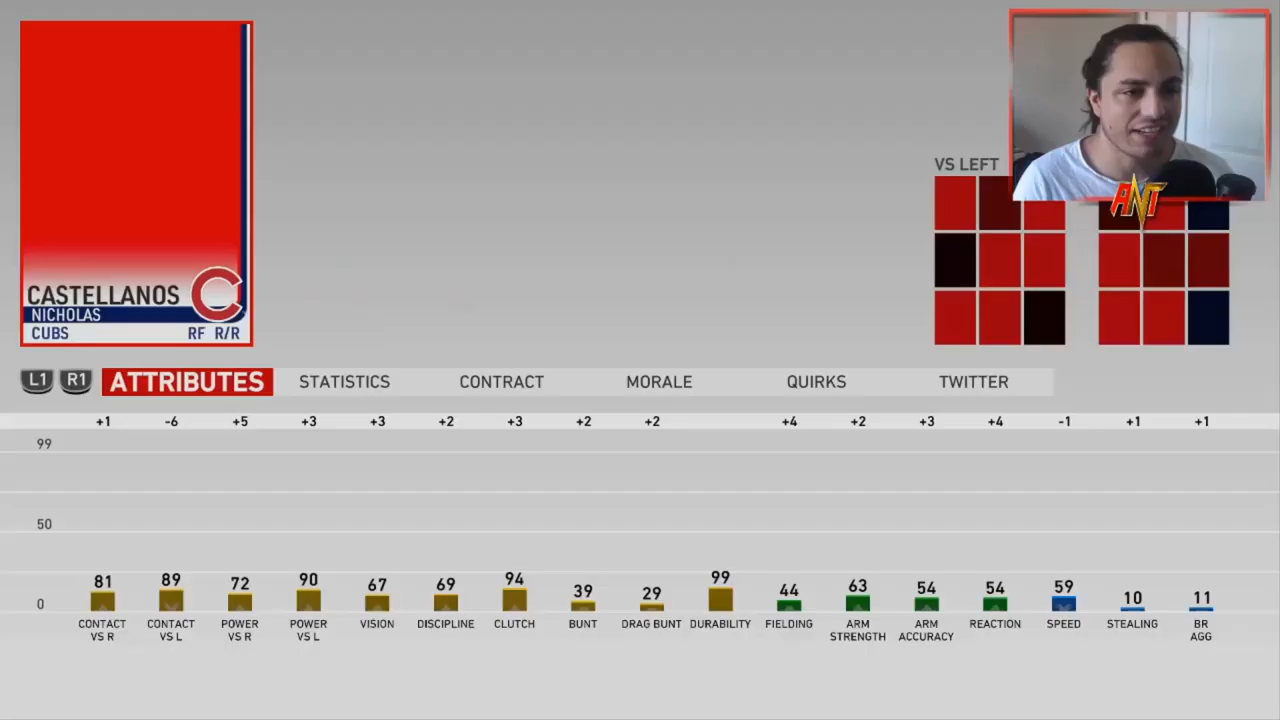 CASTELLANOS
NICHOLAS
CUBS RF R/R
C
VS LEFT
ANT
L1 R1 ATTRIBUTES STATISTICS CONTRACT MORALE QUIRKS TWITTER
+1 -6 +5 +3 +3 +2 +3 +2 +2 +4 +2 +3 +4 -1 +1 +1
99
50
0
81 89 72 90 67 69 94 39 29 99 44 63 54 54 59 10 11
CONTACT VS R
CONTACT VS L
POWER VS R
POWER VS L
VISION
DISCIPLINE
CLUTCH
BUNT
DRAG BUNT
DURABILITY
FIELDING
ARM STRENGTH
ARM ACCURACY
REACTION
SPEED
STEALING
BR AGG